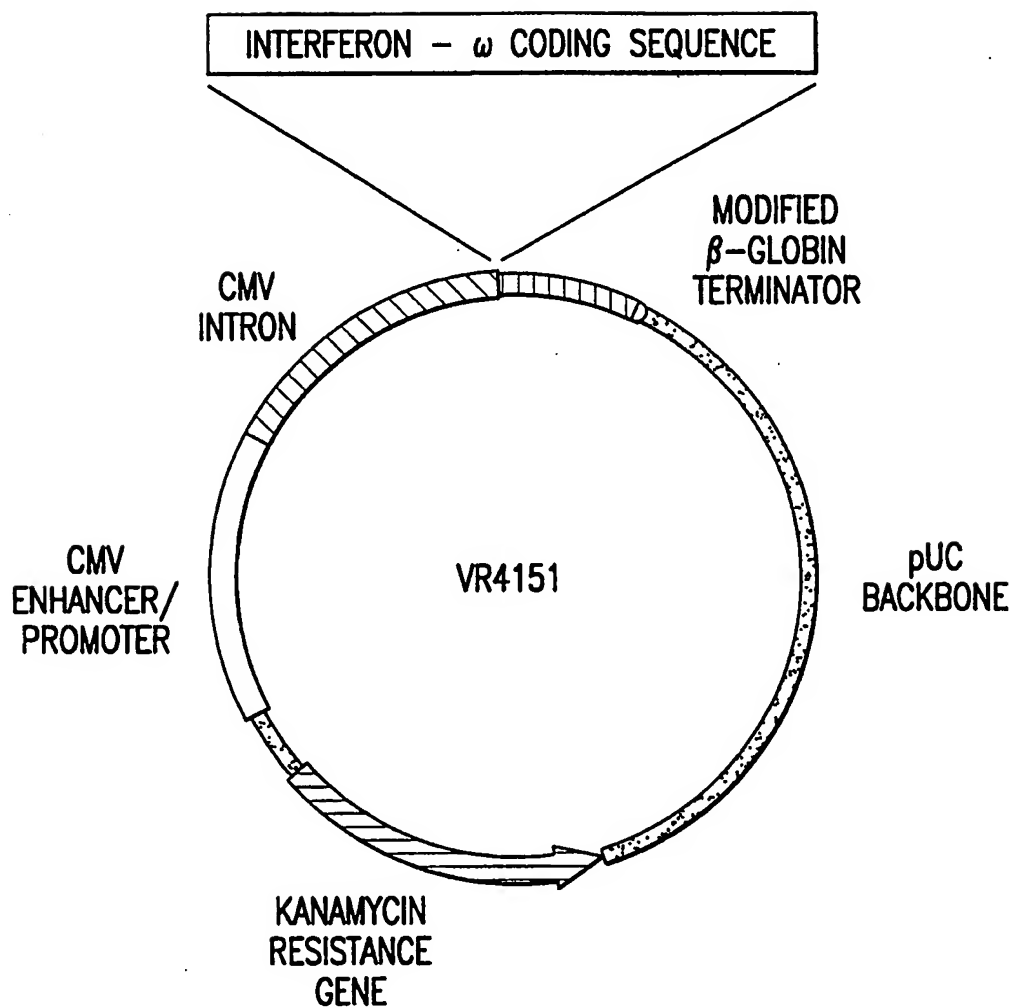 INTERFERON - ω CODING SEQUENCE
MODIFIED
β-GLOBIN
TERMINATOR
CMV
INTRON
CMV
ENHANCER/
PROMOTER
VR4151
pUC
BACKBONE
KANAMYCIN
RESISTANCE
GENE